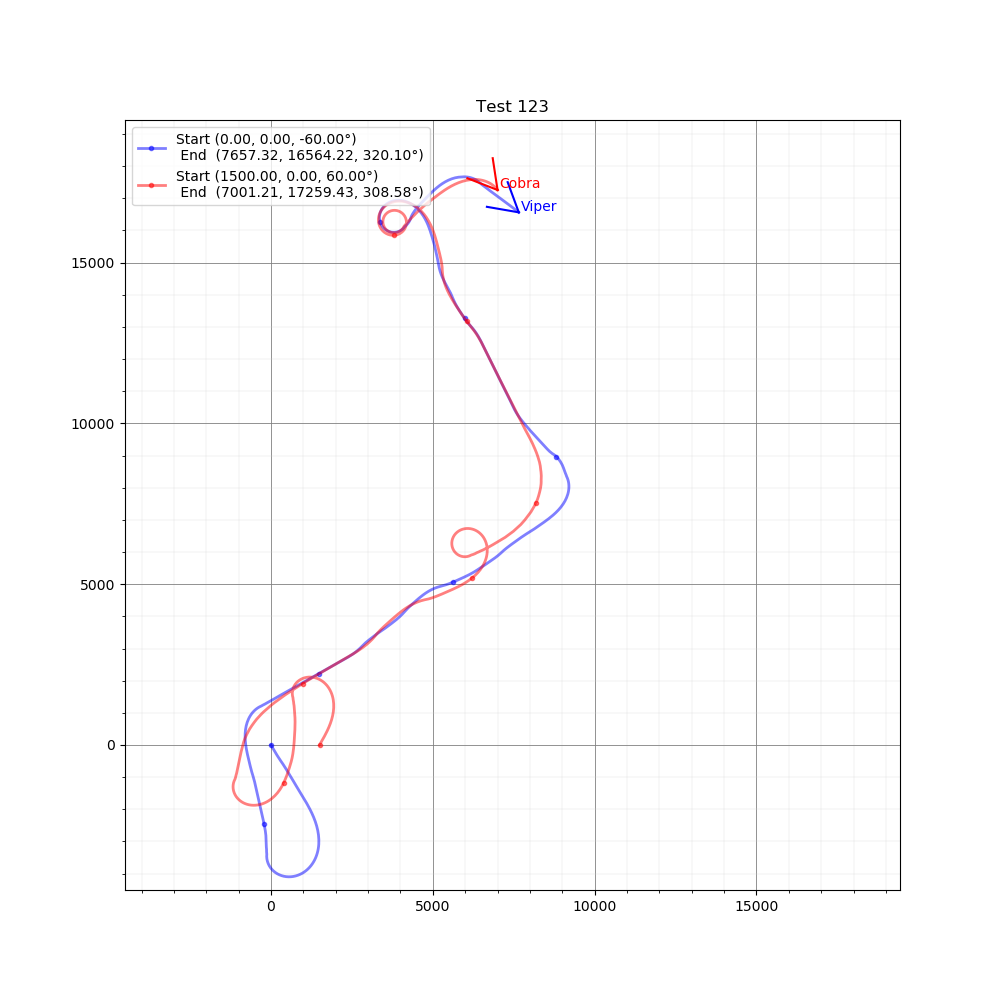 Test 123
Start (0.00, 0.00, -60.00°)
End (7657.32, 16564.22, 320.10°)
Start (1500.00, 0.00, 60.00°)
End (7001.21, 17259.43, 308.58°)
Cobra
Viper
15000
10000
5000
0
0 5000 10000 15000